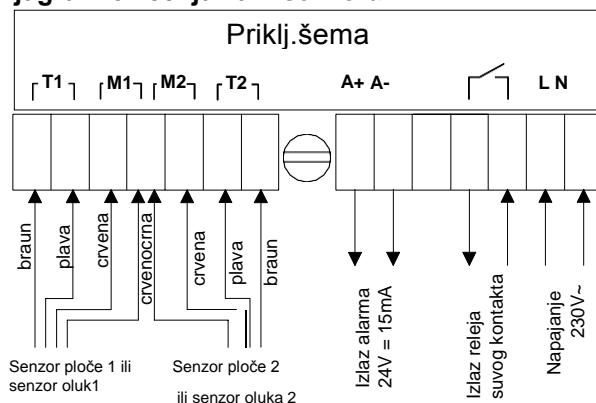 Priklj.šema
T1 M1 M2 T2 A+ A- L N
braun
plava
crvena
crvenocrna
crvena
plava
braun
Izlaz alarma
24V = 15mA
Izlaz releja
suvog kontakta
Napajanje
230V~
Senzor ploče 1 ili
senzor oluk1
Senzor ploče 2
ili senzor oluka 2